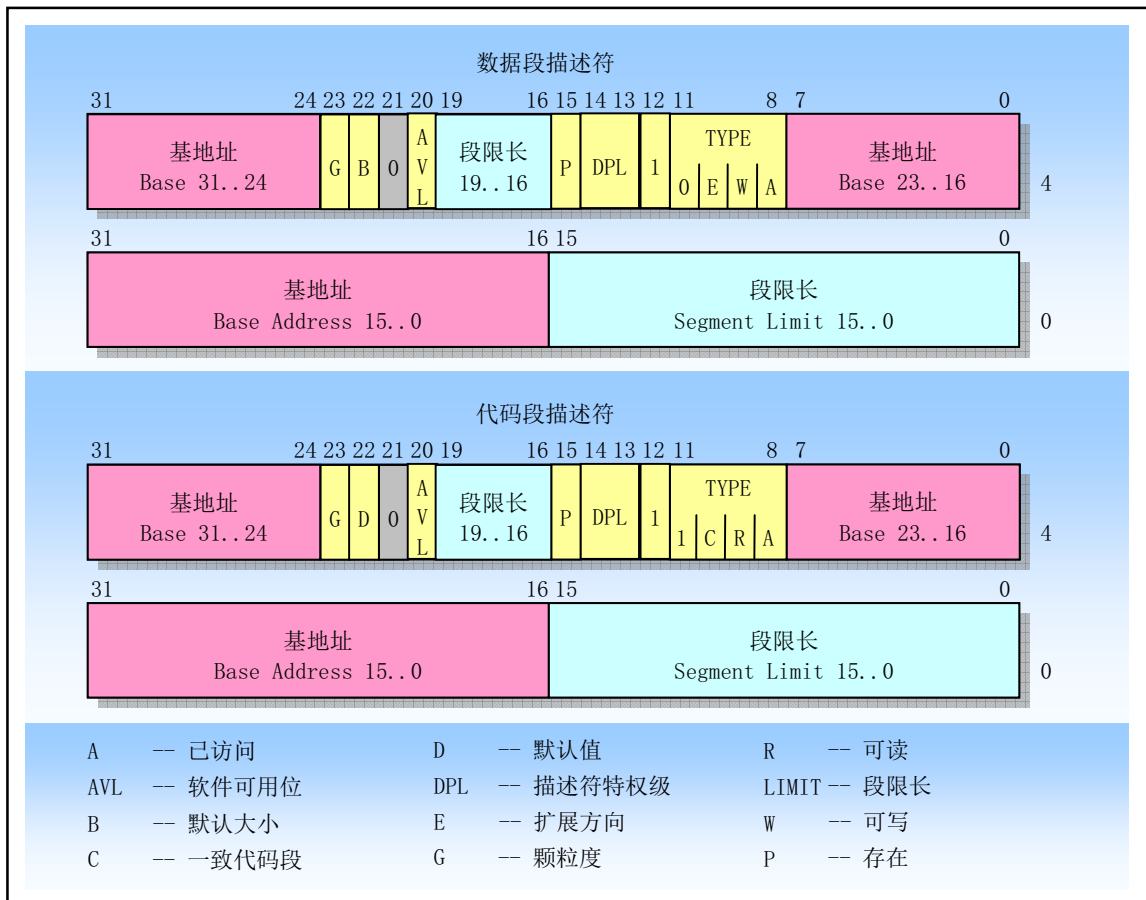 数据段描述符
31 24 23 22 21 20 19 16 15 14 13 12 11 8 7 0
基地址
Base 31..24
G B 0 AVL
段限长
19..16
P DPL 1
TYPE
0 E W A
基地址
Base 23..16
4
31 16 15 0
基地址
Base Address 15..0
段限长
Segment Limit 15..0
0
代码段描述符
31 24 23 22 21 20 19 16 15 14 13 12 11 8 7 0
基地址
Base 31..24
G D 0 AVL
段限长
19..16
P DPL 1
TYPE
1 C R A
基地址
Base 23..16
4
31 16 15 0
基地址
Base Address 15..0
段限长
Segment Limit 15..0
0
A -- 已访问 D -- 默认值 R -- 可读
AVL -- 软件可用位 DPL -- 描述符特权级 LIMIT -- 段限长
B -- 默认大小 E -- 扩展方向 W -- 可写
C -- 一致代码段 G -- 颗粒度 P -- 存在